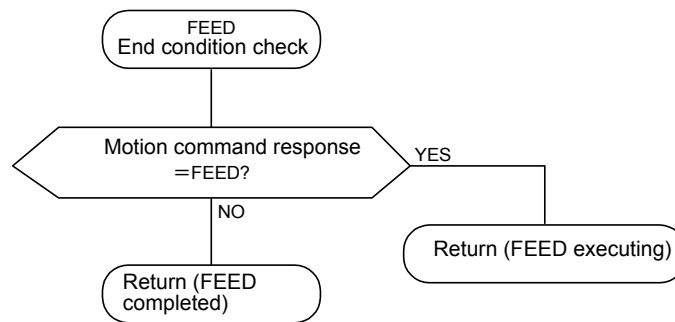 FEED
End condition check
Motion command response
＝FEED?
YES
NO
Return (FEED executing)
Return (FEED
completed)